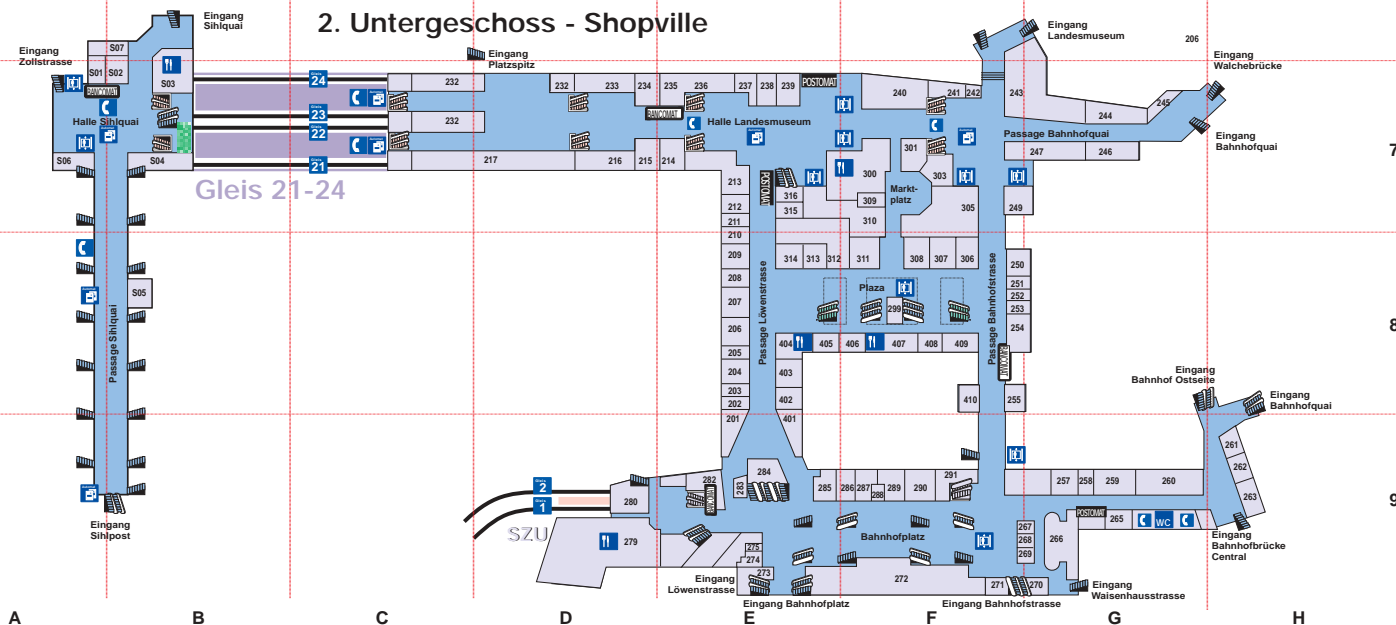 2. Untergeschoss - Shopville
Eingang
Sihlquai
Eingang
Zollstrasse
Eingang
Platzspitz
Eingang
Landesmuseum
206
Eingang
Walchebrücke
S07
S01
S02
S03
BANCOMAT
Halle Sihlquai
S06
S04
Gleis
24
Gleis
23
22
Gleis
21
Gleis 21-24
232
232
232
233
234
235
236
237
238
239
POSTOMAT
240
241
242
243
244
245
BANCOMAT
Halle Landesmuseum
Passage Bahnhofquai
Eingang
Bahnhofquai
7
217
216
215
214
213
212
211
210
POSTOMAT
316
315
300
309
310
301
303
305
Markt-
platz
247
246
249
209
208
207
206
205
204
203
202
201
Passage Löwenstrasse
314
313
312
311
308
307
306
Plaza
299
404
405
406
407
408
409
403
402
401
410
Passage Bahnhofstrasse
250
251
252
253
254
BANCOMAT
255
8
S05
Passage Sihlquai
Eingang
Sihlpost
Eingang
Bahnhof Ostseite
Eingang
Bahnhofquai
261
262
263
Gleis
2
Gleis
1
SZU
280
282
BANCOMAT
283
284
285
286
287
288
289
290
291
257
258
259
260
9
279
275
274
273
Bahnhofplatz
272
267
268
269
266
POSTOMAT
265
WC
271
270
Eingang
Bahnhofbrücke
Central
Eingang
Löwenstrasse
Eingang Bahnhofplatz
Eingang Bahnhofstrasse
Eingang
Waisenhausstrasse
A
B
C
D
E
F
G
H